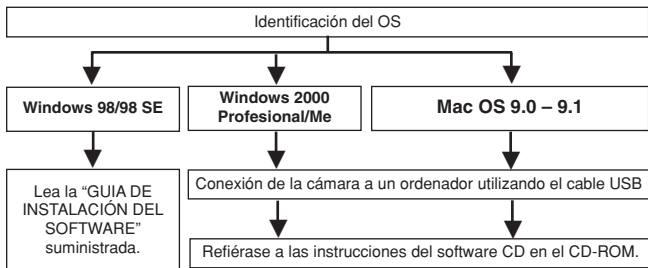 Identificación del OS
Windows 98/98 SE
Windows 2000
Profesional/Me
Mac OS 9.0 – 9.1
Lea la “GUIA DE
INSTALACIÓN DEL
SOFTWARE”
suministrada.
Conexión de la cámara a un ordenador utilizando el cable USB
Refiérase a las instrucciones del software CD en el CD-ROM.